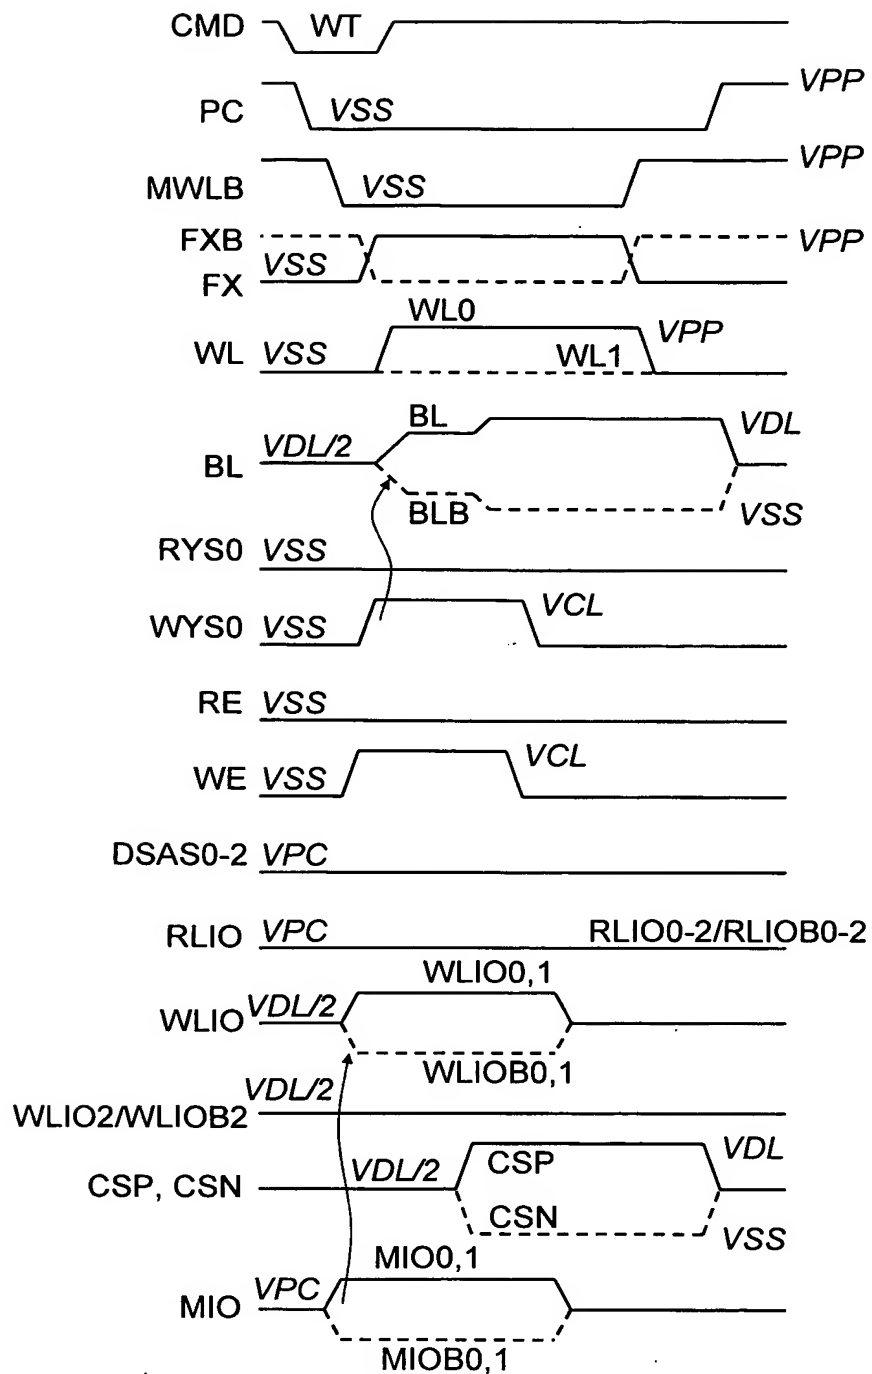 CMD WT
PC VSS VPP
MWLB VSS VPP
FXB VPP
VSS
FX
WL0
WL VSS WL1 VPP
BL VDL
BL VDL/2
BLB VSS
RYS0 VSS
WYS0 VSS VCL
RE VSS
WE VSS VCL
DSAS0-2 VPC
RLIO VPC RLIO0-2/RLIOB0-2
WLIO0,1
WLIO VDL/2
WLIOB0,1
VDL/2
WLIO2/WLIOB2
CSP VDL
CSP, CSN VDL/2
CSN VSS
MIO0,1
MIO VPC
MIOB0,1